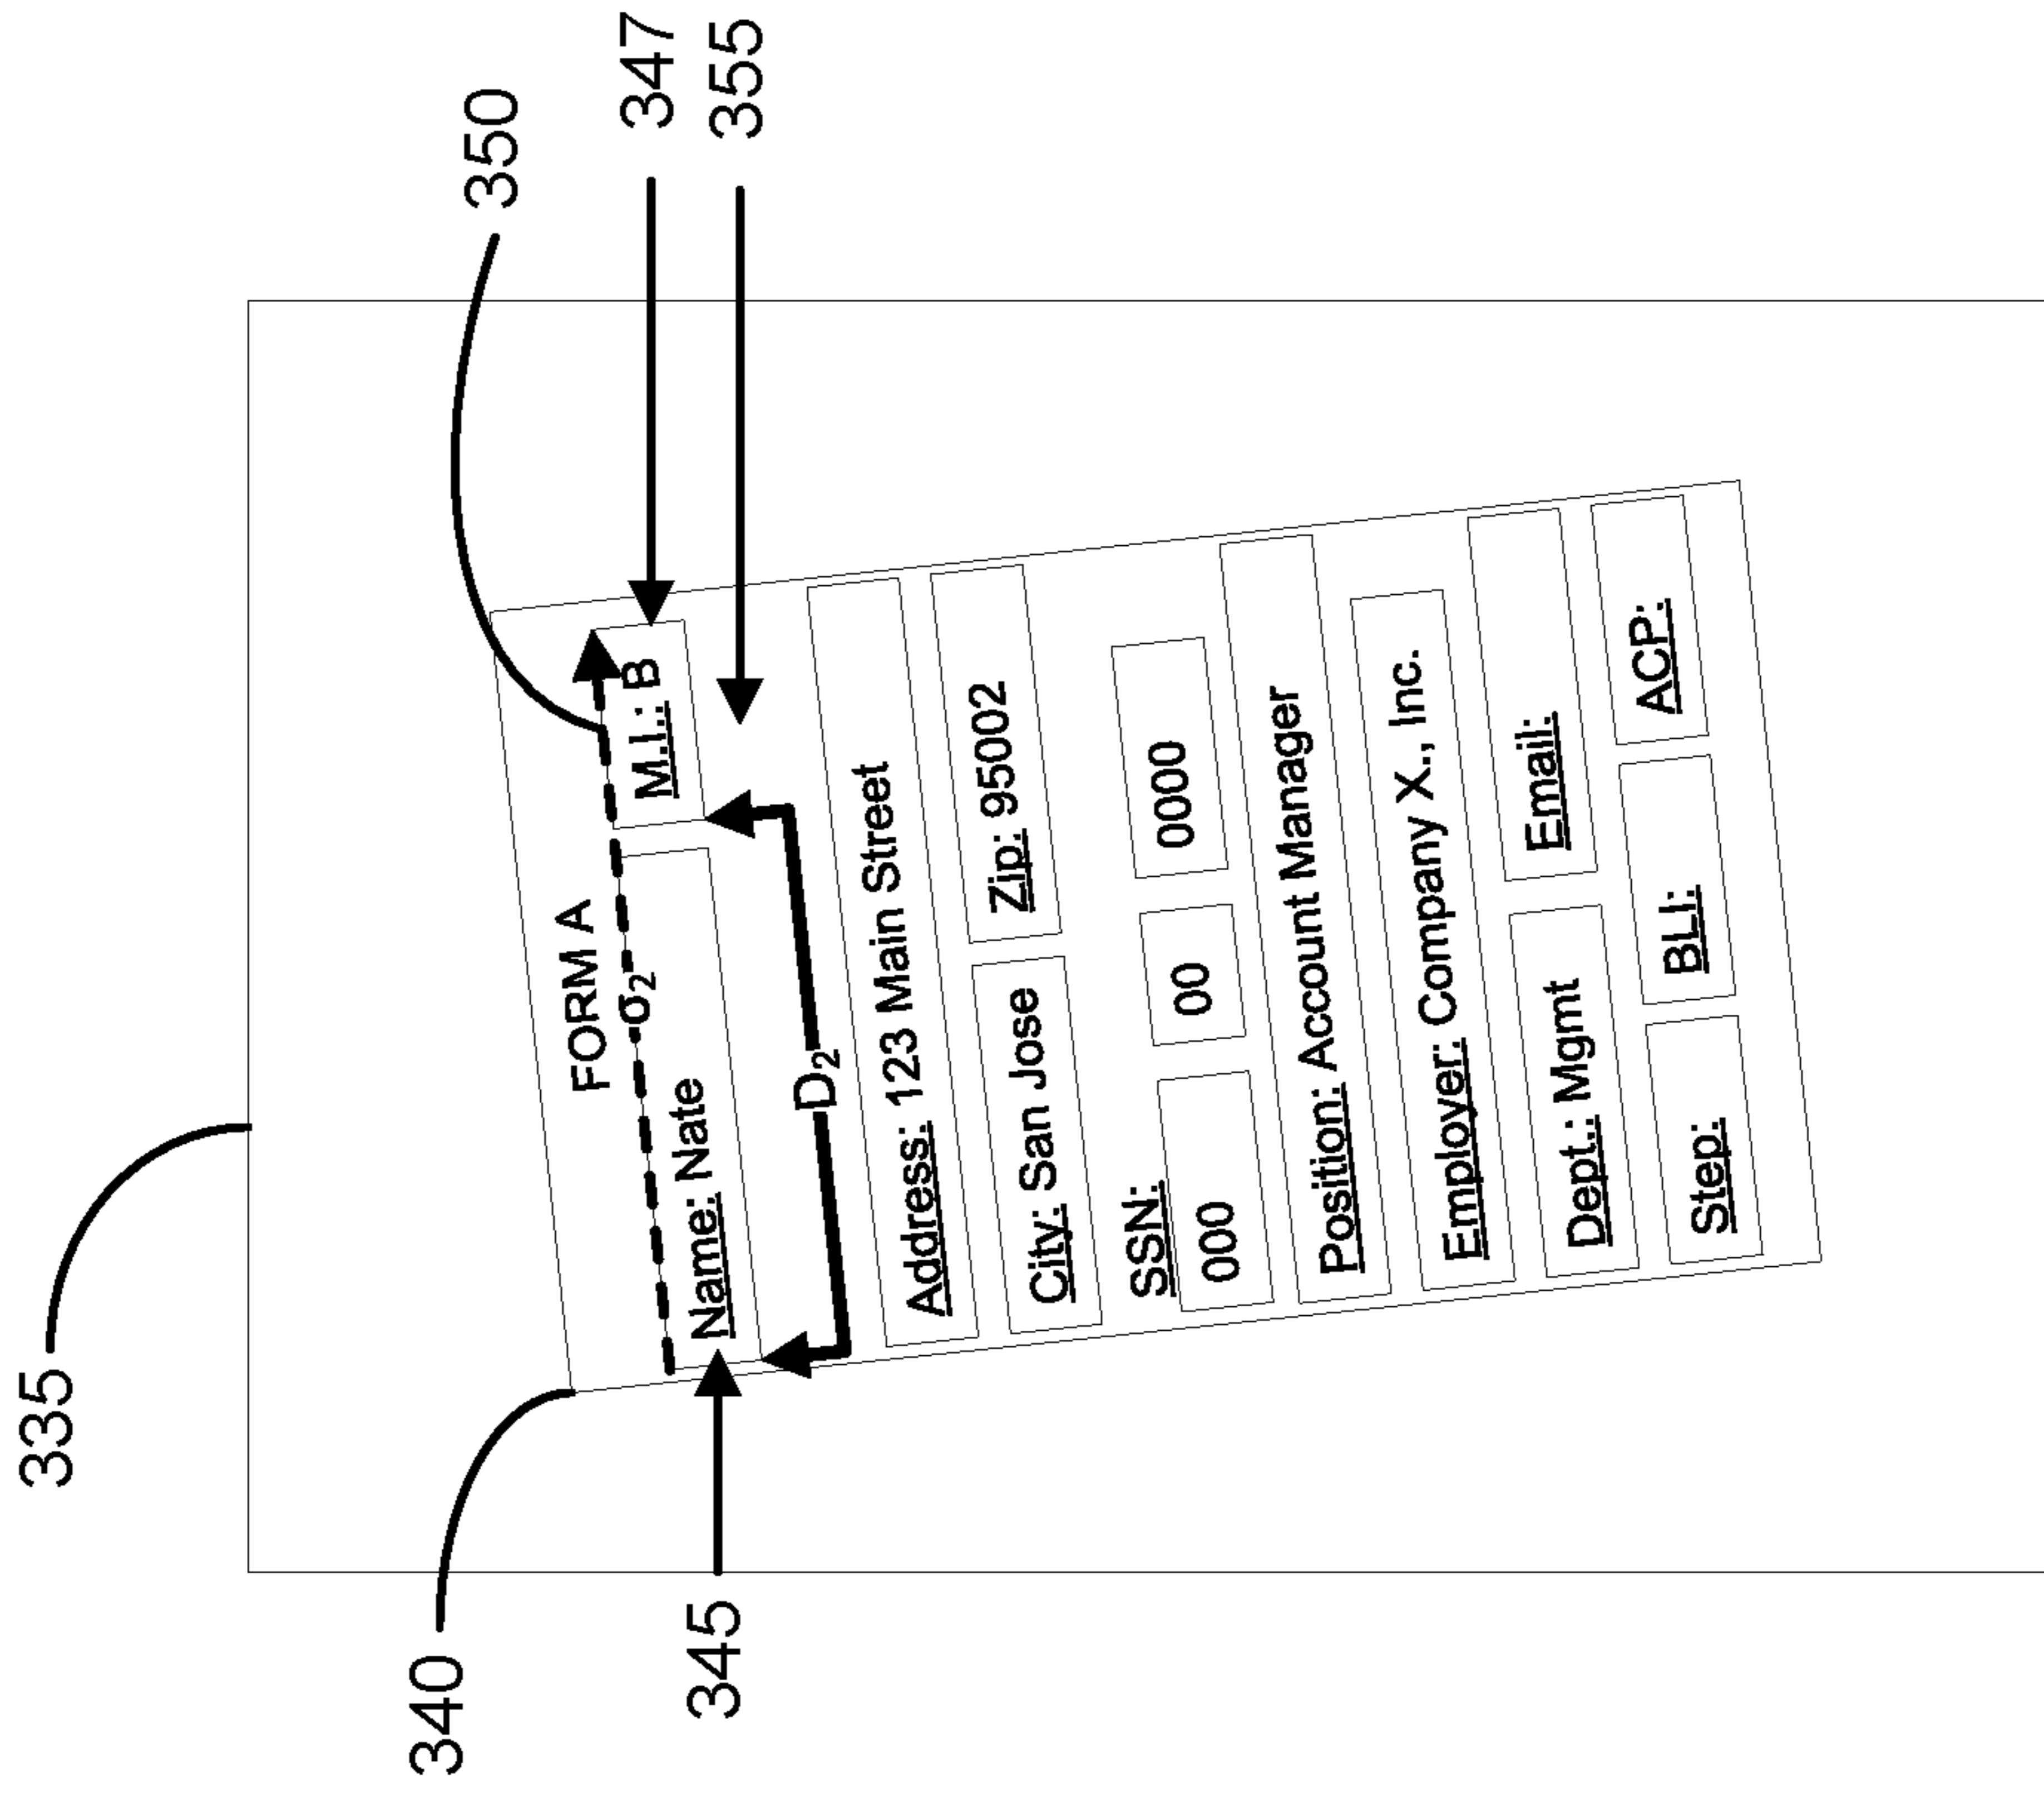 335
340
350
347
355
345
FORM A
σ₂
Name: Nate
M.I.: B
D₂
Address: 123 Main Street
City: San Jose
Zip: 95002
SSN:
000
00
0000
Position: Account Manager
Employer: Company X., Inc.
Dept.: Mgmt
Email:
Step:
BLI:
ACP: